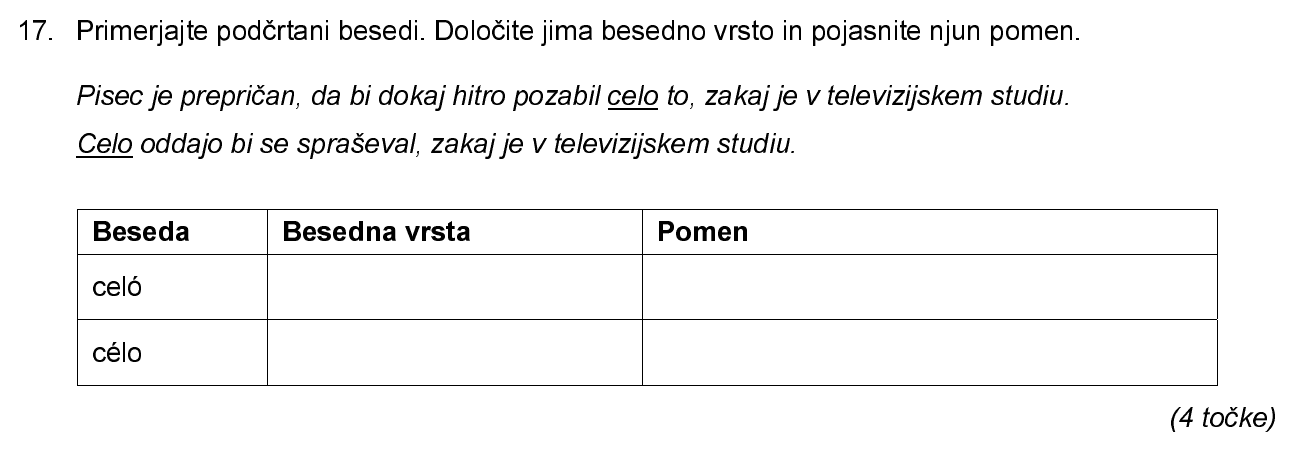 17. Primerjajte podčrtani besedi. Določite jima besedno vrsto in pojasnite njun pomen.
Pisec je prepričan, da bi dokaj hitro pozabil celo to, zakaj je v televizijskem studiu.
Celo oddajo bi se spraševal, zakaj je v televizijskem studiu.
Beseda Besedna vrsta Pomen
celó
célo
(4 točke)